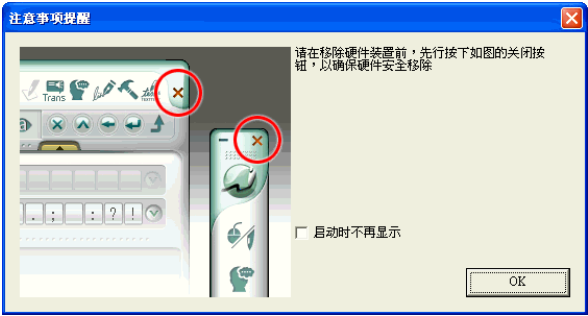 注意事项提醒
请在移除硬件装置前，先行按下如图的关闭按
钮，以确保硬件安全移除
Trans
. ; : ? !
启动时不再显示
OK